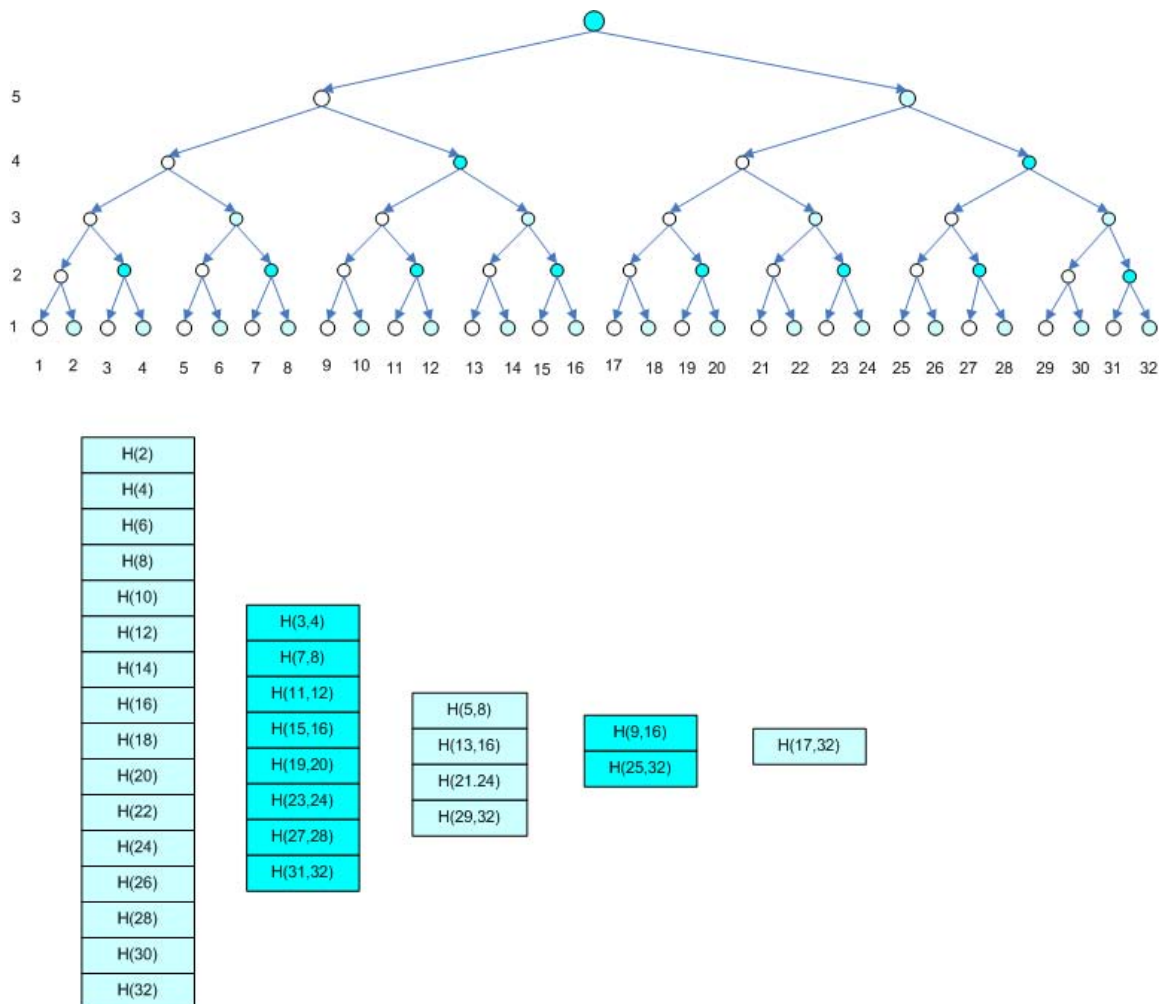 5
4
3
2
1
1 2 3 4 5 6 7 8 9 10 11 12 13 14 15 16 17 18 19 20 21 22 23 24 25 26 27 28 29 30 31 32
H(2)
H(4)
H(6)
H(8)
H(10)
H(12)
H(14)
H(16)
H(18)
H(20)
H(22)
H(24)
H(26)
H(28)
H(30)
H(32)
H(3,4)
H(7,8)
H(11,12)
H(15,16)
H(19,20)
H(23,24)
H(27,28)
H(31,32)
H(5,8)
H(13,16)
H(21.24)
H(29,32)
H(9,16)
H(25,32)
H(17,32)